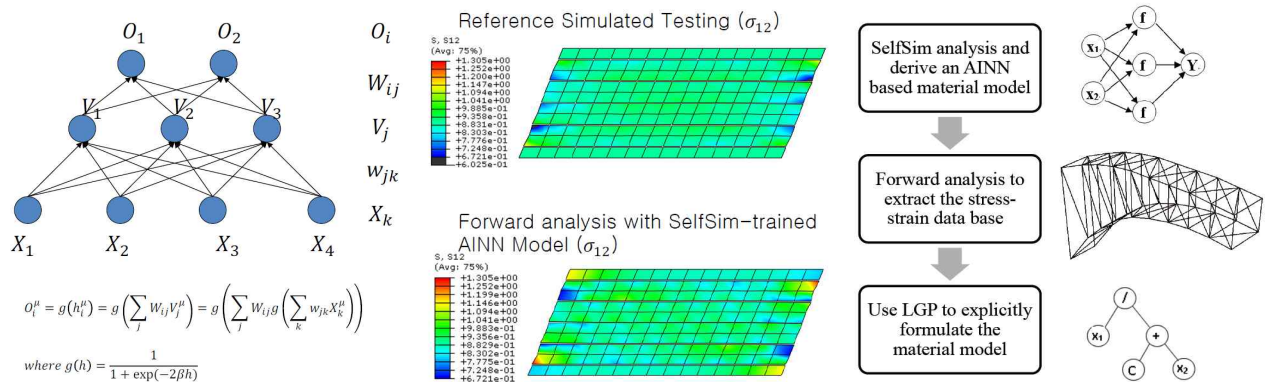 O₁ O₂ Oᵢ
Wᵢⱼ
V₁ V₂ V₃ Vⱼ
wⱼₖ
X₁ X₂ X₃ X₄ Xₖ
Oᵢ^μ = g(hᵢ^μ) = g(∑ⱼ WᵢⱼVⱼ^μ) = g(∑ⱼ Wᵢⱼg(∑ₖ wⱼₖXₖ^μ))
where g(h) = 1 / (1 + exp(−2βh))
Reference Simulated Testing (σ₁₂)
S, S12
(Avg: 75%)
+1.305e+00
+1.252e+00
+1.200e+00
+1.147e+00
+1.094e+00
+1.041e+00
+9.885e-01
+9.358e-01
+8.831e-01
+8.303e-01
+7.776e-01
+7.248e-01
+6.721e-01
+6.025e-01
Forward analysis with SelfSim-trained
AINN Model (σ₁₂)
S, S12
(Avg: 75%)
+1.305e+00
+1.252e+00
+1.199e+00
+1.146e+00
+1.094e+00
+1.041e+00
+9.883e-01
+9.356e-01
+8.829e-01
+8.302e-01
+7.775e-01
+7.248e-01
+6.721e-01
SelfSim analysis and
derive an AINN
based material model
Forward analysis to
extract the stress-
strain data base
Use LGP to explicitly
formulate the
material model
f
x₁
f
Y
x₂
f
/
x₁
+
C
x₂